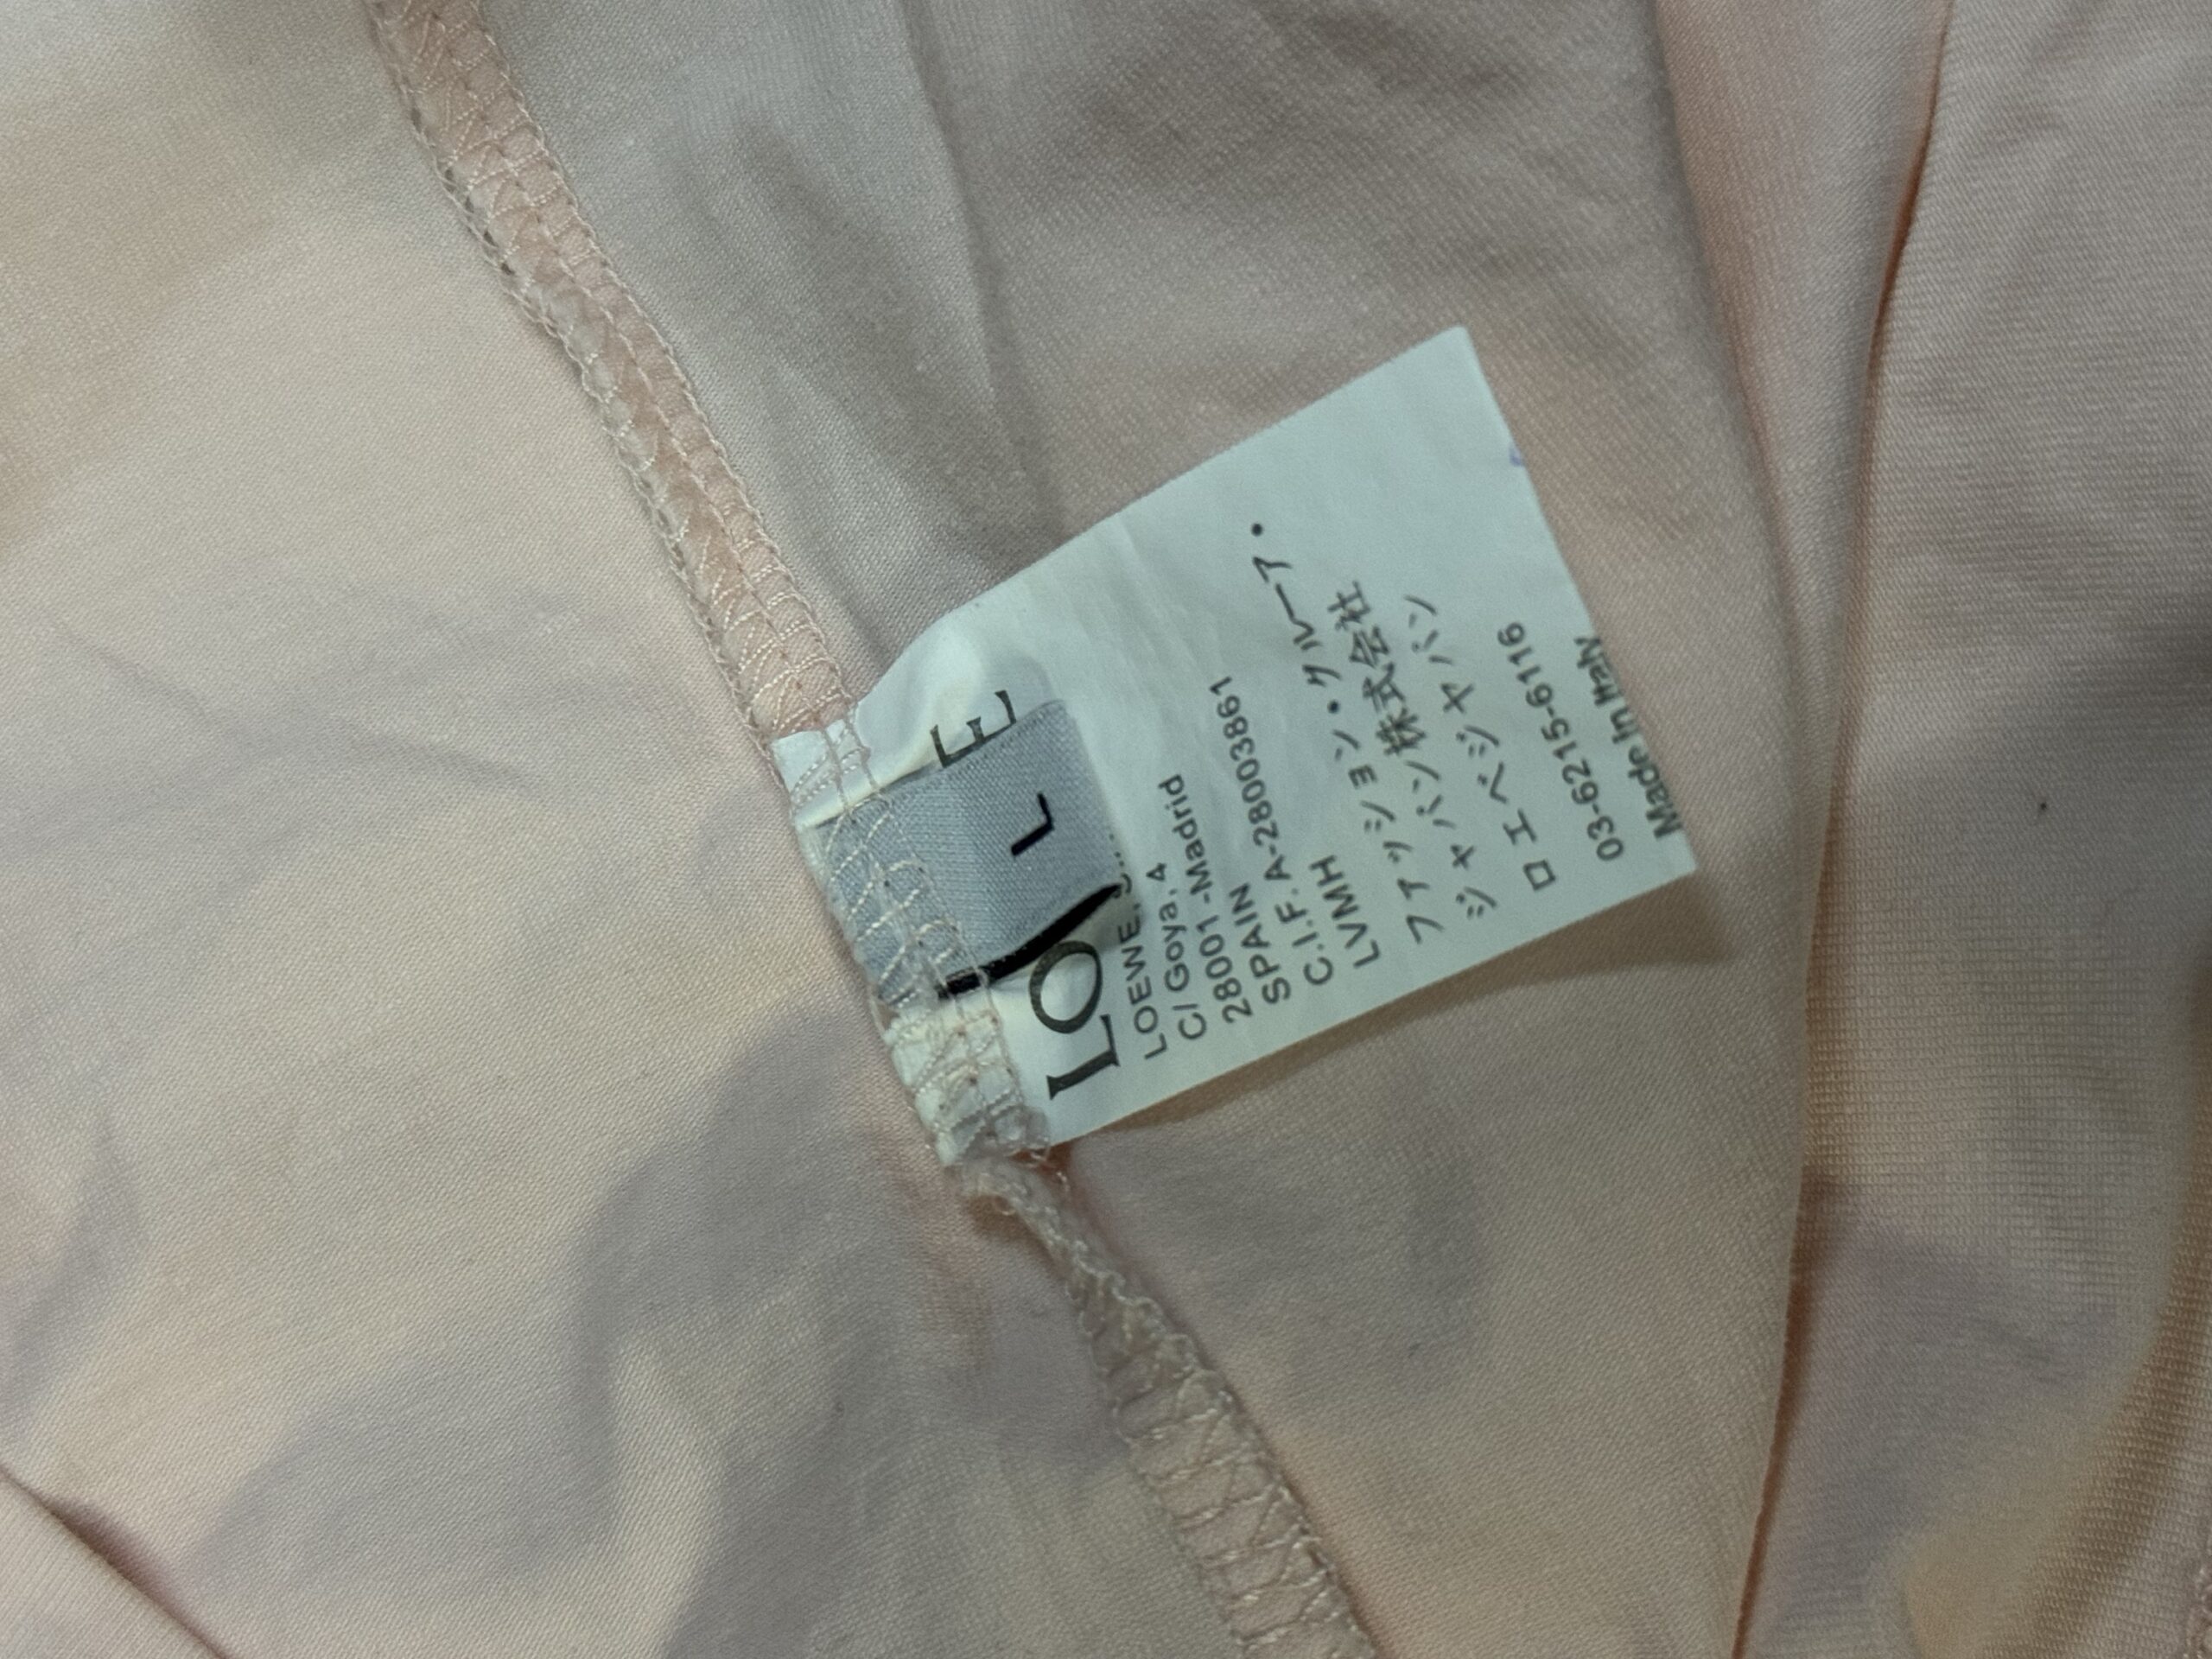 L
LO E
LOEWE, S.
C/ Goya, 4
28001 -Madrid
SPAIN
C.I.F. A-28003861
LVMH
ファッション・グループ・
ジャパン株式会社
ロエベジャパン
03-6215-6116
Made in Italy